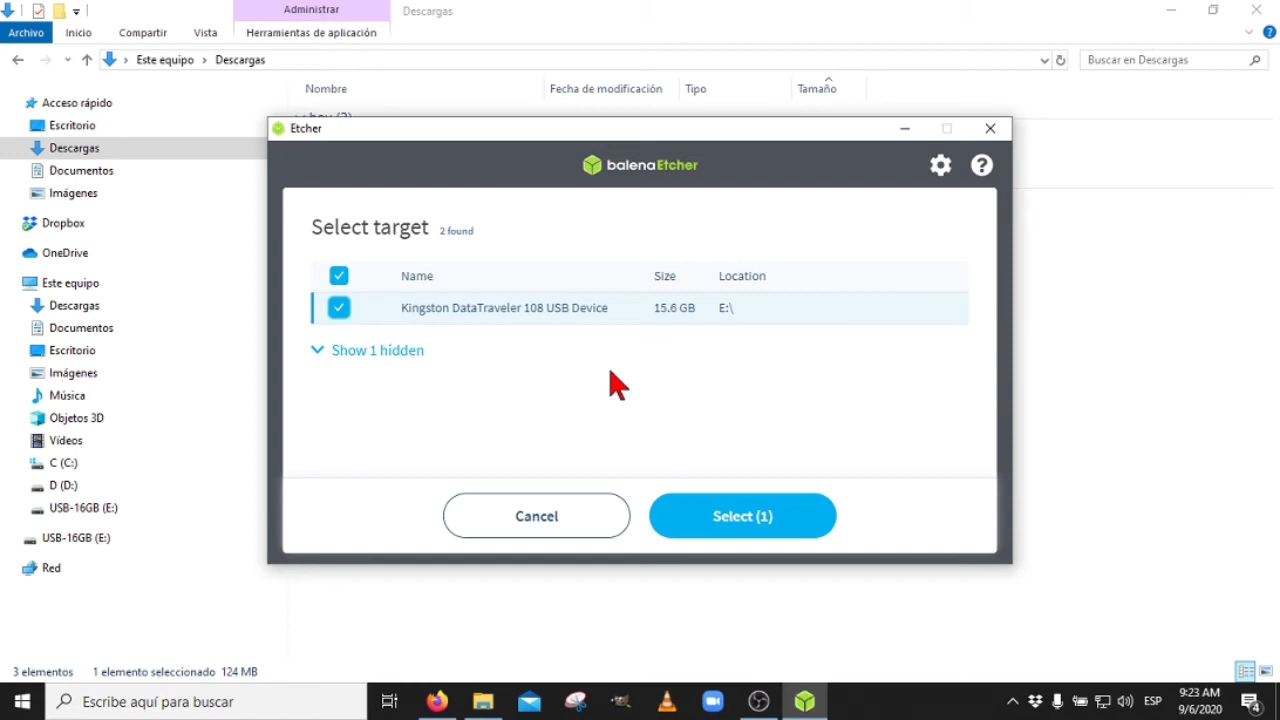 Administrar
Descargas
Archivo
Inicio
Compartir
Vista
Herramientas de aplicación
Este equipo > Descargas
Buscar en Descargas
Nombre
Fecha de modificación
Tipo
Tamaño
Acceso rápido
Escritorio
Descargas
Documentos
Imágenes
Dropbox
OneDrive
Este equipo
Descargas
Documentos
Escritorio
Imágenes
Música
Objetos 3D
Vídeos
C (C:)
D (D:)
USB-16GB (E:)
USB-16GB (E:)
Red
Etcher
balenaEtcher
Select target 2 found
Name Size Location
Kingston DataTraveler 108 USB Device 15.6 GB E:\
Show 1 hidden
Cancel
Select (1)
3 elementos 1 elemento seleccionado 124 MB
Escribe aquí para buscar
ESP
9:23 AM
9/6/2020
4